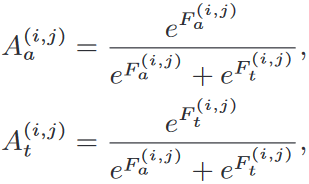 A_a^{(i,j)} = \frac{e^{F_a^{(i,j)}}}{e^{F_a^{(i,j)}} + e^{F_t^{(i,j)}}},
A_t^{(i,j)} = \frac{e^{F_t^{(i,j)}}}{e^{F_a^{(i,j)}} + e^{F_t^{(i,j)}}},